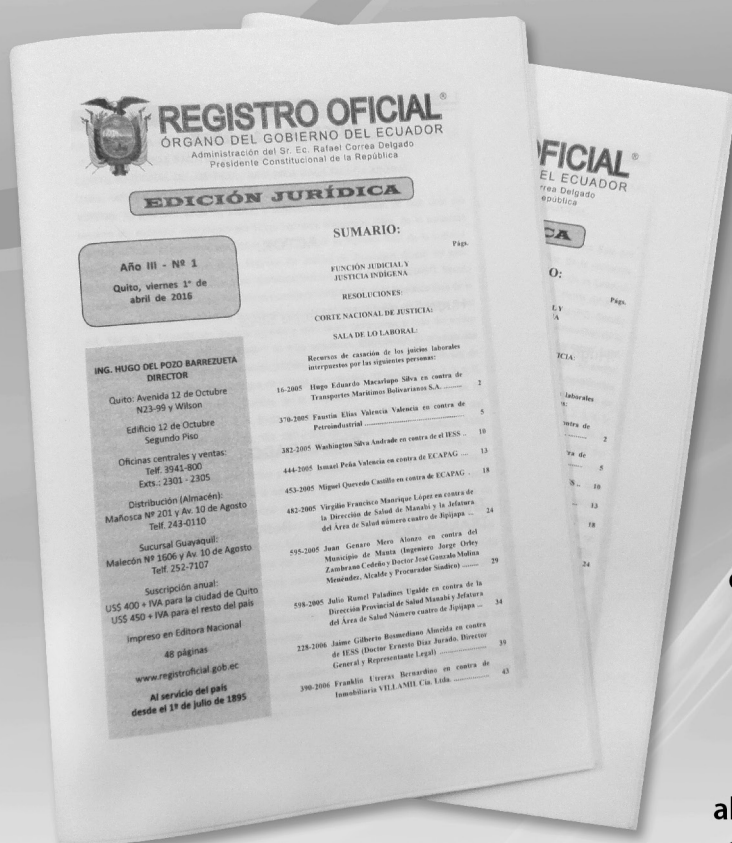 REGISTRO OFICIAL®
ÓRGANO DEL GOBIERNO DEL ECUADOR
Administración del Sr. Ec. Rafael Correa Delgado
Presidente Constitucional de la República
EDICIÓN JURÍDICA
Año III - Nº 1
Quito, viernes 1º de
abril de 2016
ING. HUGO DEL POZO BARREZUETA
DIRECTOR
Quito: Avenida 12 de Octubre
N23-99 y Wilson
Edificio 12 de Octubre
Segundo Piso
Oficinas centrales y ventas:
Telf. 3941-800
Exts.: 2301 - 2305
Distribución (Almacén):
Mañosca Nº 201 y Av. 10 de Agosto
Telf. 243-0110
Sucursal Guayaquil:
Malecón Nº 1606 y Av. 10 de Agosto
Telf. 252-7107
Suscripción anual:
US$ 400 + IVA para la ciudad de Quito
US$ 450 + IVA para el resto del país
Impreso en Editora Nacional
48 páginas
www.registroficial.gob.ec
Al servicio del país
desde el 1º de julio de 1895
SUMARIO:
Págs.
FUNCIÓN JUDICIAL Y
JUSTICIA INDÍGENA
RESOLUCIONES:
CORTE NACIONAL DE JUSTICIA:
SALA DE LO LABORAL:
Recursos de casación de los juicios laborales
interpuestos por las siguientes personas:
16-2005 Hugo Eduardo Macarlupo Silva en contra de
Transportes Marítimos Bolivarianos S.A. .......... 2
370-2005 Faustin Elías Valencia Valencia en contra de
Petroindustrial .......... 5
382-2005 Washington Silva Andrade en contra de el IESS .. 10
444-2005 Ismael Peña Valencia en contra de ECAPAG .... 13
453-2005 Miguel Quevedo Castillo en contra de ECAPAG . 18
482-2005 Virgilio Francisco Manrique López en contra de
la Dirección de Salud de Manabí y la Jefatura
del Área de Salud número cuatro de Jipijapa ... 24
595-2005 Juan Genaro Mero Alonzo en contra del
Municipio de Manta (Ingeniero Jorge Orley
Zambrano Cedeño y Doctor José Gonzalo Molina
Menéndez, Alcalde y Procurador Síndico) ........ 29
598-2005 Julio Rumel Paladines Ugalde en contra de la
Dirección Provincial de Salud Manabí y Jefatura
del Área de Salud Número cuatro de Jipijapa ... 34
228-2006 Jaime Gilberto Bosmediano Almeida en contra
de IESS (Doctor Ernesto Díaz Jurado, Director
General y Representante Legal) .......... 39
390-2006 Franklin Utreras Bernardino en contra de
Inmobiliaria VILLAMIL Cía. Ltda. .......... 43
FICIAL®
EL ECUADOR
rrea Delgado
epública
CA
O:
Págs.
L Y
NA
TICIA:
laborales
s:
ontra de
2
ra de
5
S .. 10
13
18
24
al